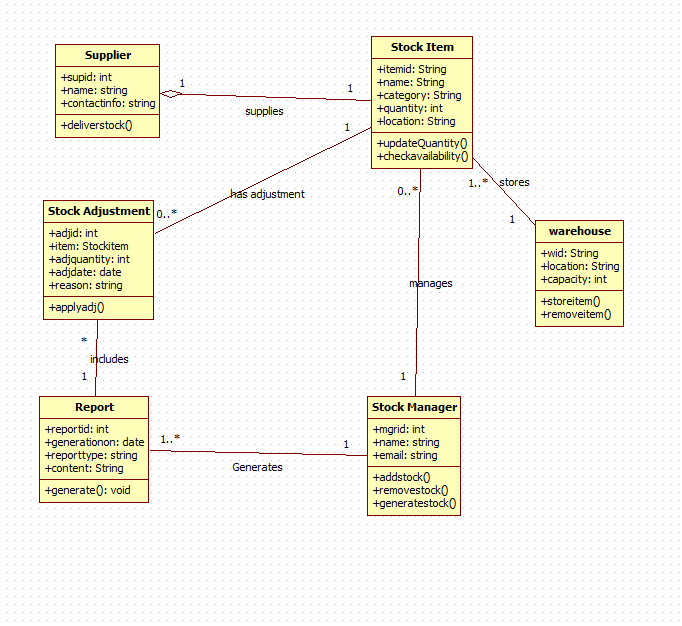 Supplier
+supid: int
+name: string
+contactinfo: string
+deliverstock()
1
1
supplies
Stock Item
+itemid: String
+name: String
+category: String
+quantity: int
+location: String
+updateQuantity()
+checkavailability()
1
has adjustment
0..*
0..*
manages
1
1..*
stores
1
warehouse
+wid: String
+location: String
+capacity: int
+storeitem()
+removeitem()
Stock Adjustment
+adjid: int
+item: Stockitem
+adjquantity: int
+adjdate: date
+reason: string
+applyadj()
*
includes
1
Report
+reportid: int
+generationon: date
+reporttype: string
+content: String
+generate(): void
1..*
1
Generates
Stock Manager
+mgrid: int
+name: string
+email: string
+addstock()
+removestock()
+generatestock()